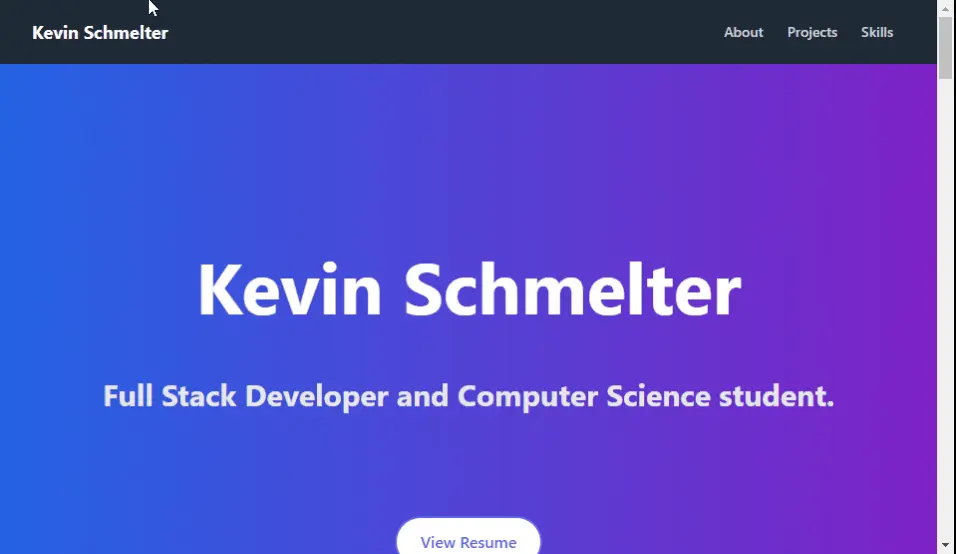 Kevin Schmelter
About Projects Skills
Kevin Schmelter
Full Stack Developer and Computer Science student.
View Resume